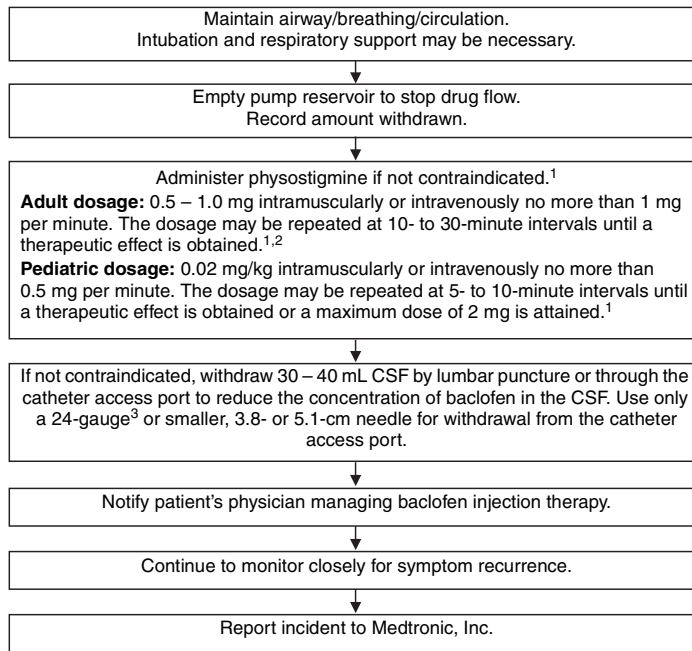 Maintain airway/breathing/circulation.
Intubation and respiratory support may be necessary.
Empty pump reservoir to stop drug flow.
Record amount withdrawn.
Administer physostigmine if not contraindicated.1
Adult dosage: 0.5 – 1.0 mg intramuscularly or intravenously no more than 1 mg
per minute. The dosage may be repeated at 10- to 30-minute intervals until a
therapeutic effect is obtained.1,2
Pediatric dosage: 0.02 mg/kg intramuscularly or intravenously no more than
0.5 mg per minute. The dosage may be repeated at 5- to 10-minute intervals until
a therapeutic effect is obtained or a maximum dose of 2 mg is attained.1
If not contraindicated, withdraw 30 – 40 mL CSF by lumbar puncture or through the
catheter access port to reduce the concentration of baclofen in the CSF. Use only
a 24-gauge3 or smaller, 3.8- or 5.1-cm needle for withdrawal from the catheter
access port.
Notify patient's physician managing baclofen injection therapy.
Continue to monitor closely for symptom recurrence.
Report incident to Medtronic, Inc.